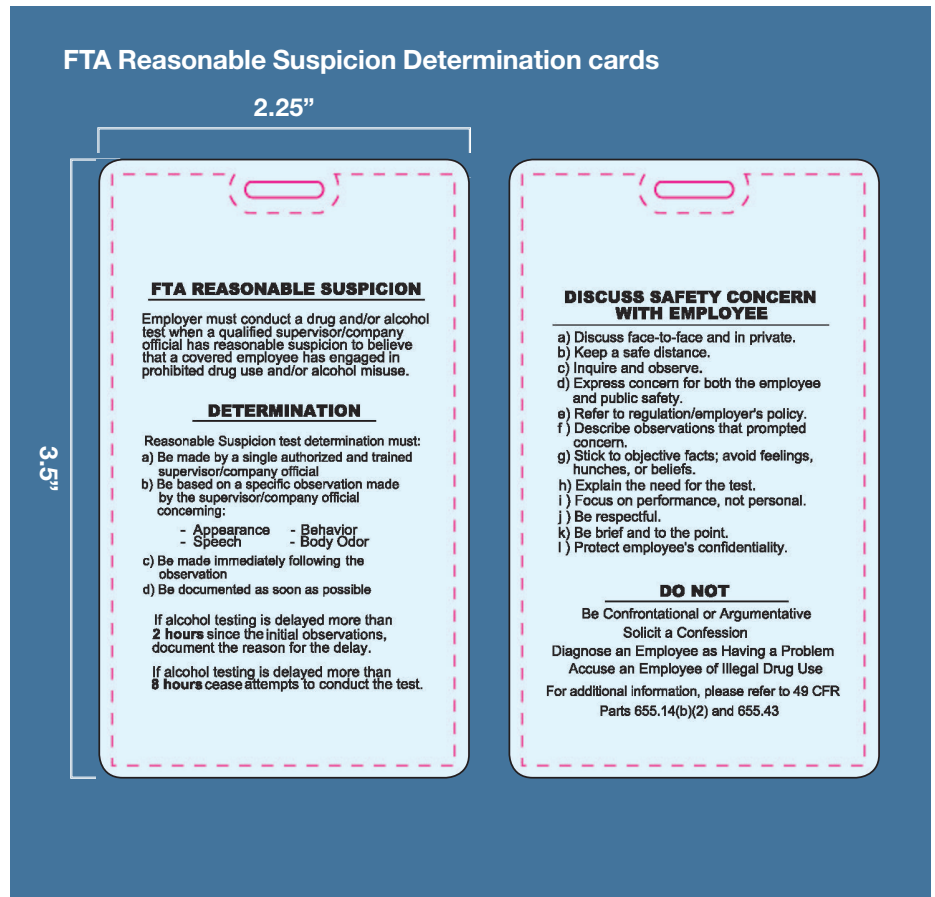 FTA Reasonable Suspicion Determination cards
2.25”
3.5”
FTA REASONABLE SUSPICION
Employer must conduct a drug and/or alcohol
test when a qualified supervisor/company
official has reasonable suspicion to believe
that a covered employee has engaged in
prohibited drug use and/or alcohol misuse.
DETERMINATION
Reasonable Suspicion test determination must:
a) Be made by a single authorized and trained
supervisor/company official
b) Be based on a specific observation made
by the supervisor/company official
concerning:
- Appearance - Behavior
- Speech - Body Odor
c) Be made immediately following the
observation
d) Be documented as soon as possible
If alcohol testing is delayed more than
2 hours since the initial observations,
document the reason for the delay.
If alcohol testing is delayed more than
8 hours cease attempts to conduct the test.
DISCUSS SAFETY CONCERN
WITH EMPLOYEE
a) Discuss face-to-face and in private.
b) Keep a safe distance.
c) Inquire and observe.
d) Express concern for both the employee
and public safety.
e) Refer to regulation/employer's policy.
f ) Describe observations that prompted
concern.
g) Stick to objective facts; avoid feelings,
hunches, or beliefs.
h) Explain the need for the test.
i ) Focus on performance, not personal.
j ) Be respectful.
k) Be brief and to the point.
l ) Protect employee's confidentiality.
DO NOT
Be Confrontational or Argumentative
Solicit a Confession
Diagnose an Employee as Having a Problem
Accuse an Employee of Illegal Drug Use
For additional information, please refer to 49 CFR
Parts 655.14(b)(2) and 655.43